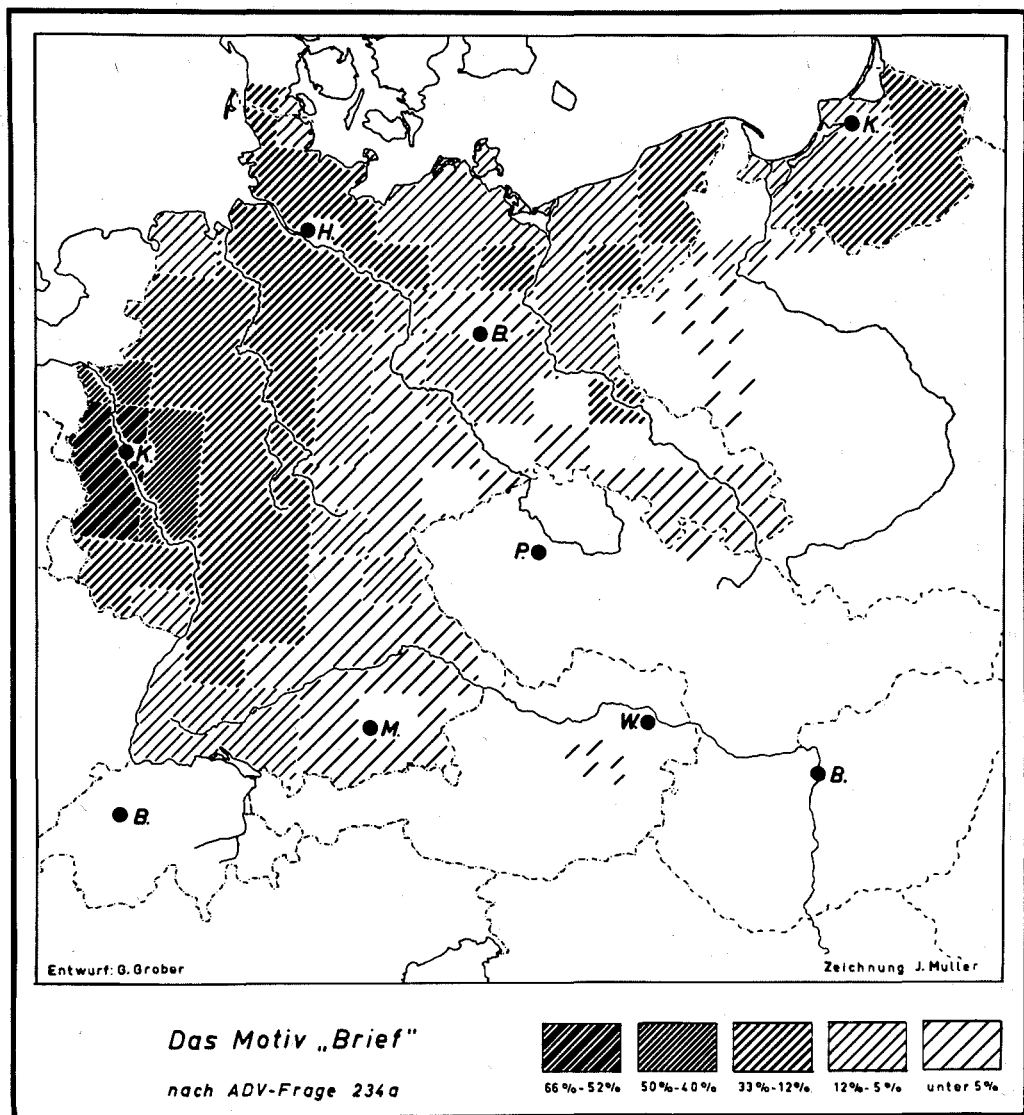 K.
H.
B.
K.
P.
M.
W.
B.
B.
Entwurf: G. Grober
Zeichnung J. Muller
Das Motiv „Brief"
nach ADV-Frage 234a
66%-52% 50%-40% 33%-12% 12%-5% unter 5%